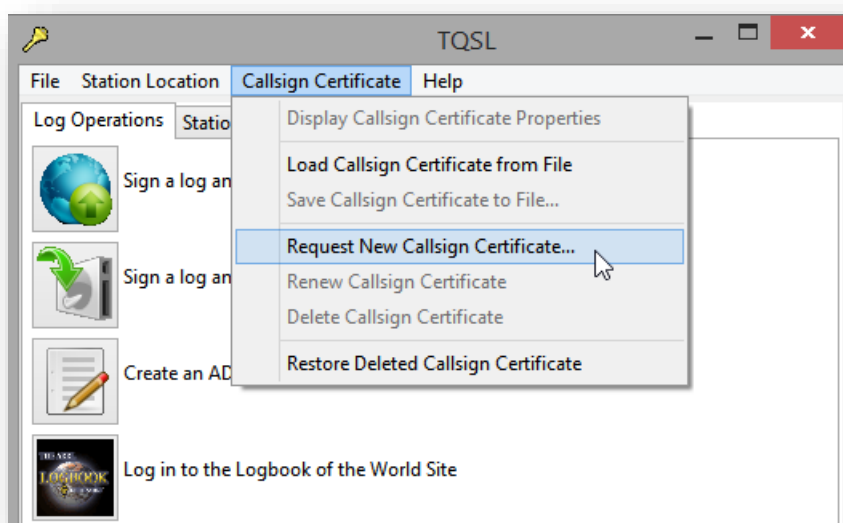 TQSL
File Station Location Callsign Certificate Help
Log Operations Statio
Display Callsign Certificate Properties
Load Callsign Certificate from File
Save Callsign Certificate to File...
Request New Callsign Certificate...
Renew Callsign Certificate
Delete Callsign Certificate
Restore Deleted Callsign Certificate
Sign a log an
Sign a log an
Create an AD
LOGBOOK
Log in to the Logbook of the World Site